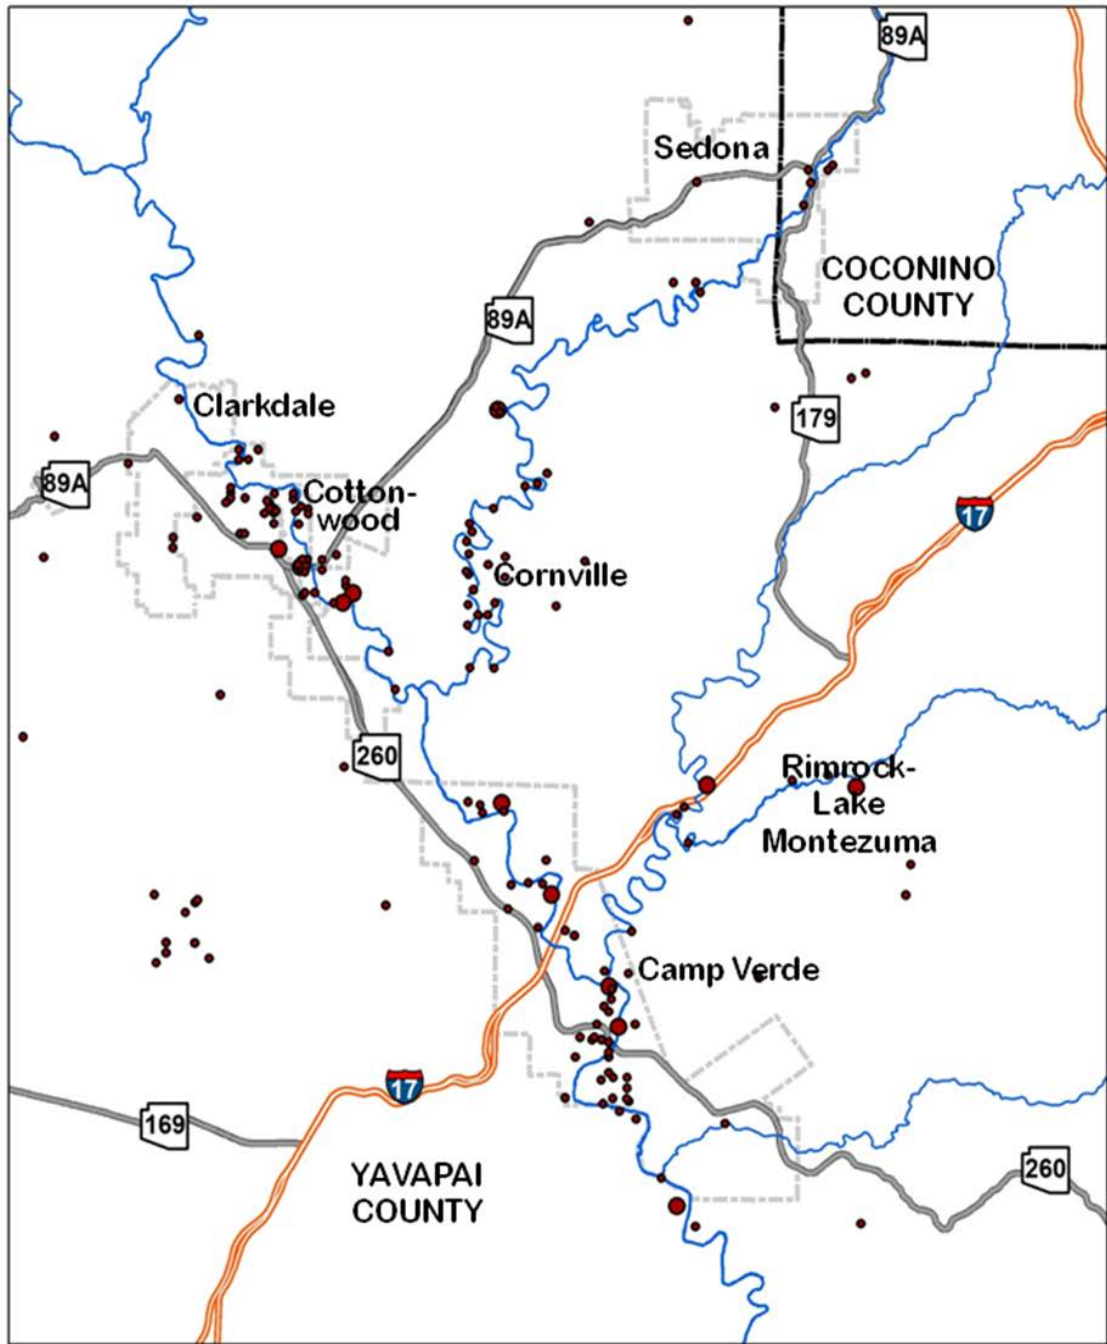 89A
Sedona
COCONINO
COUNTY
89A
179
Clarkdale
89A
Cotton-
wood
17
Cornville
260
Rimrock-
Lake
Montezuma
Camp Verde
17
169
YAVAPAI
COUNTY
260